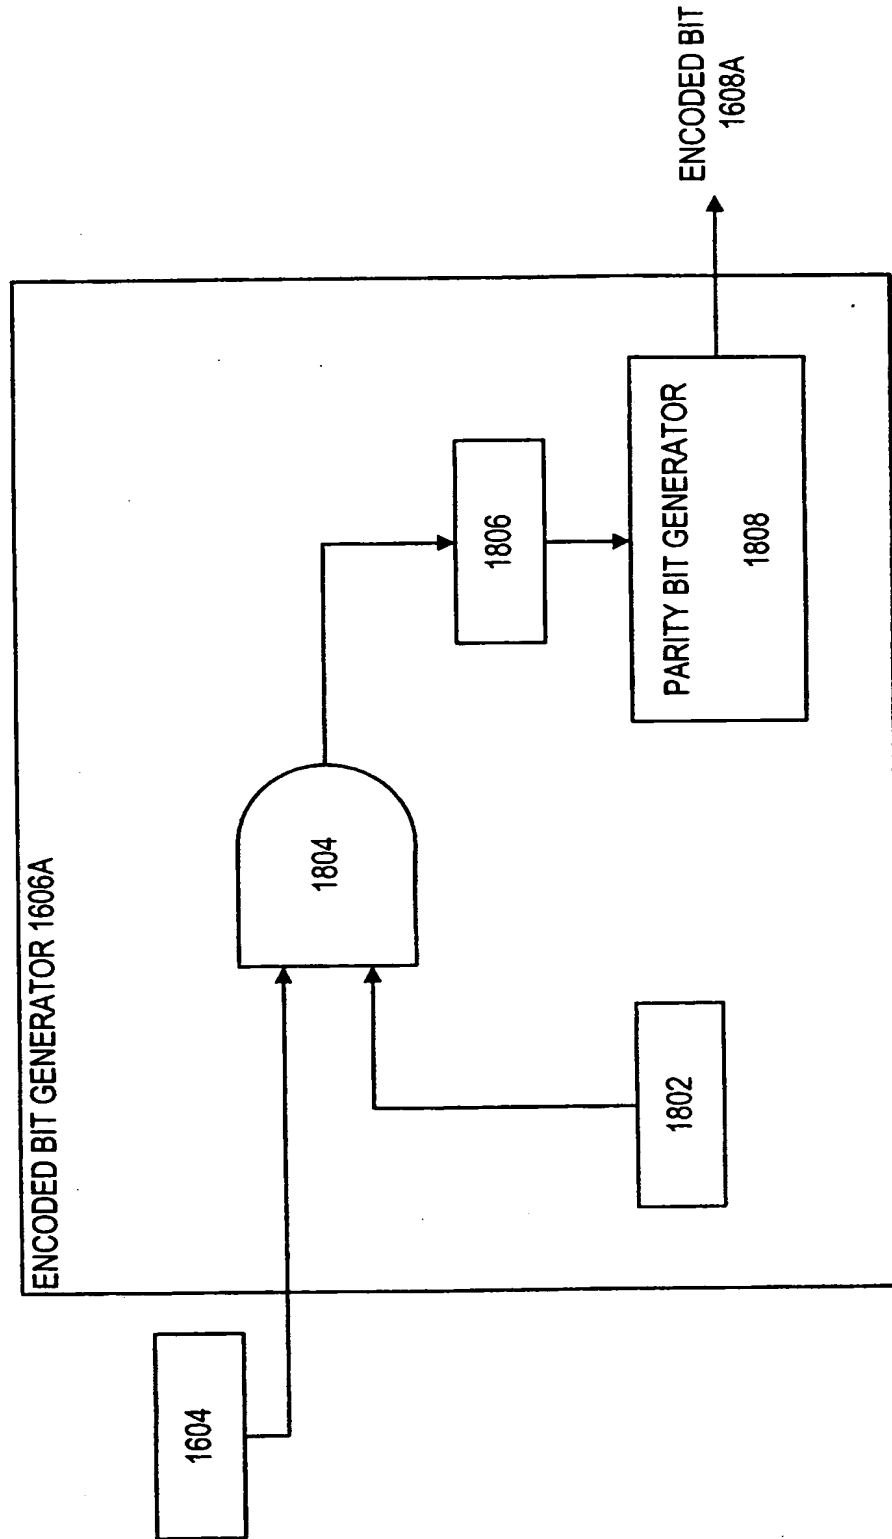 ENCODED BIT GENERATOR 1606A
1604
1804
1802
1806
PARITY BIT GENERATOR
1808
ENCODED BIT
1608A